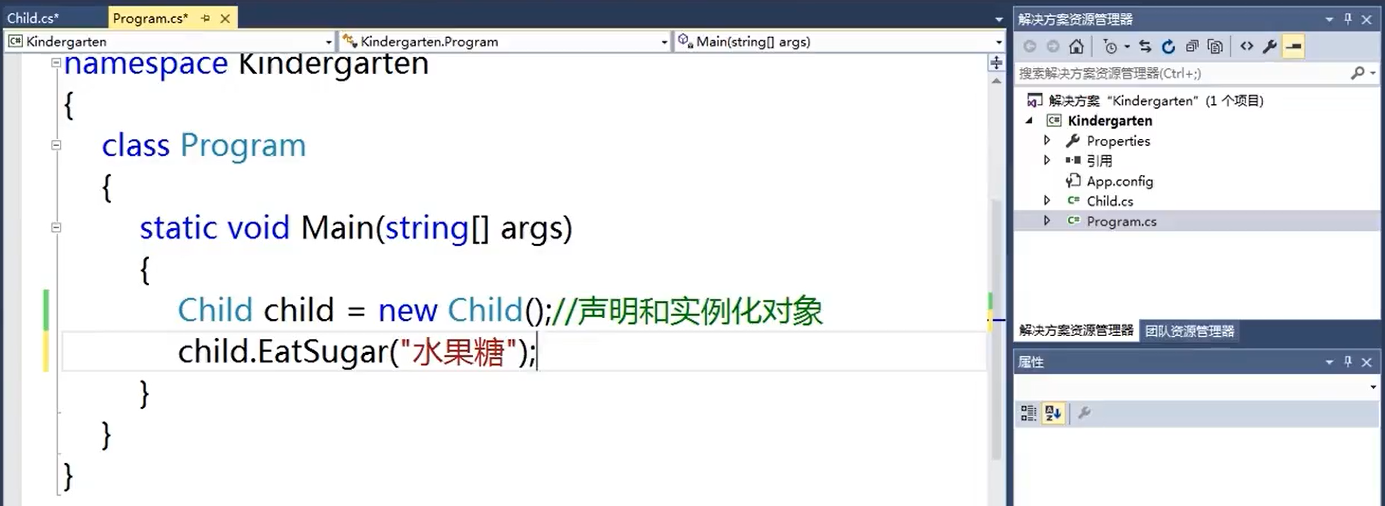 Child.cs*
Program.cs*
Kindergarten
Kindergarten.Program
Main(string[] args)
namespace Kindergarten
{
class Program
{
static void Main(string[] args)
{
Child child = new Child();//声明和实例化对象
child.EatSugar("水果糖");
}
}
}
解决方案资源管理器
搜索解决方案资源管理器(Ctrl+;)
解决方案 "Kindergarten" (1 个项目)
Kindergarten
Properties
引用
App.config
Child.cs
Program.cs
解决方案资源管理器 团队资源管理器
属性